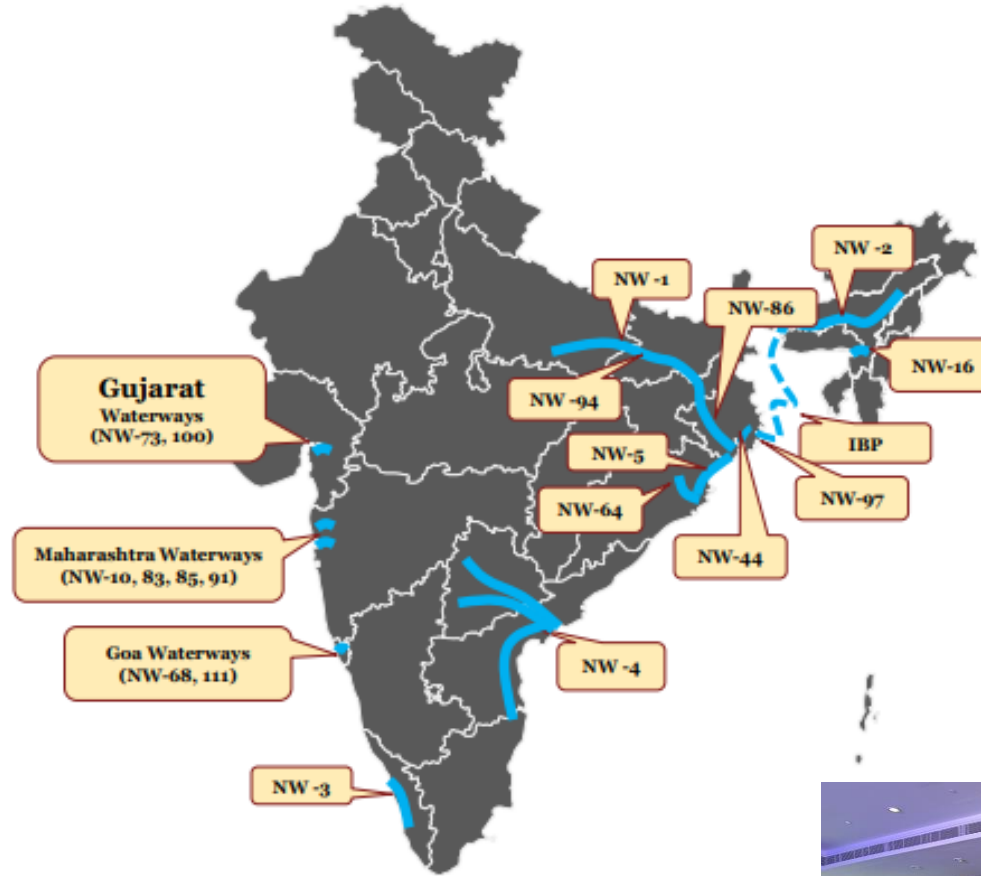 NW -2
NW -1
NW-86
Gujarat
Waterways
(NW-73, 100)
NW -94
NW-16
NW-5
IBP
NW-64
NW-97
Maharashtra Waterways
(NW-10, 83, 85, 91)
NW-44
Goa Waterways
(NW-68, 111)
NW -4
NW -3